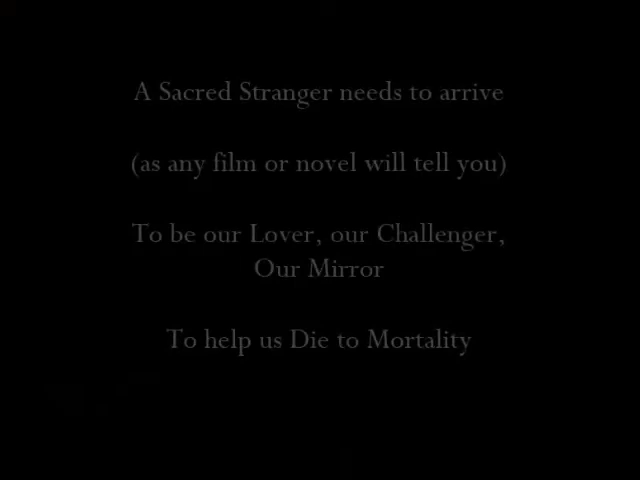 A Sacred Stranger needs to arrive
(as any film or novel will tell you)
To be our Lover, our Challenger,
Our Mirror
To help us Die to Mortality